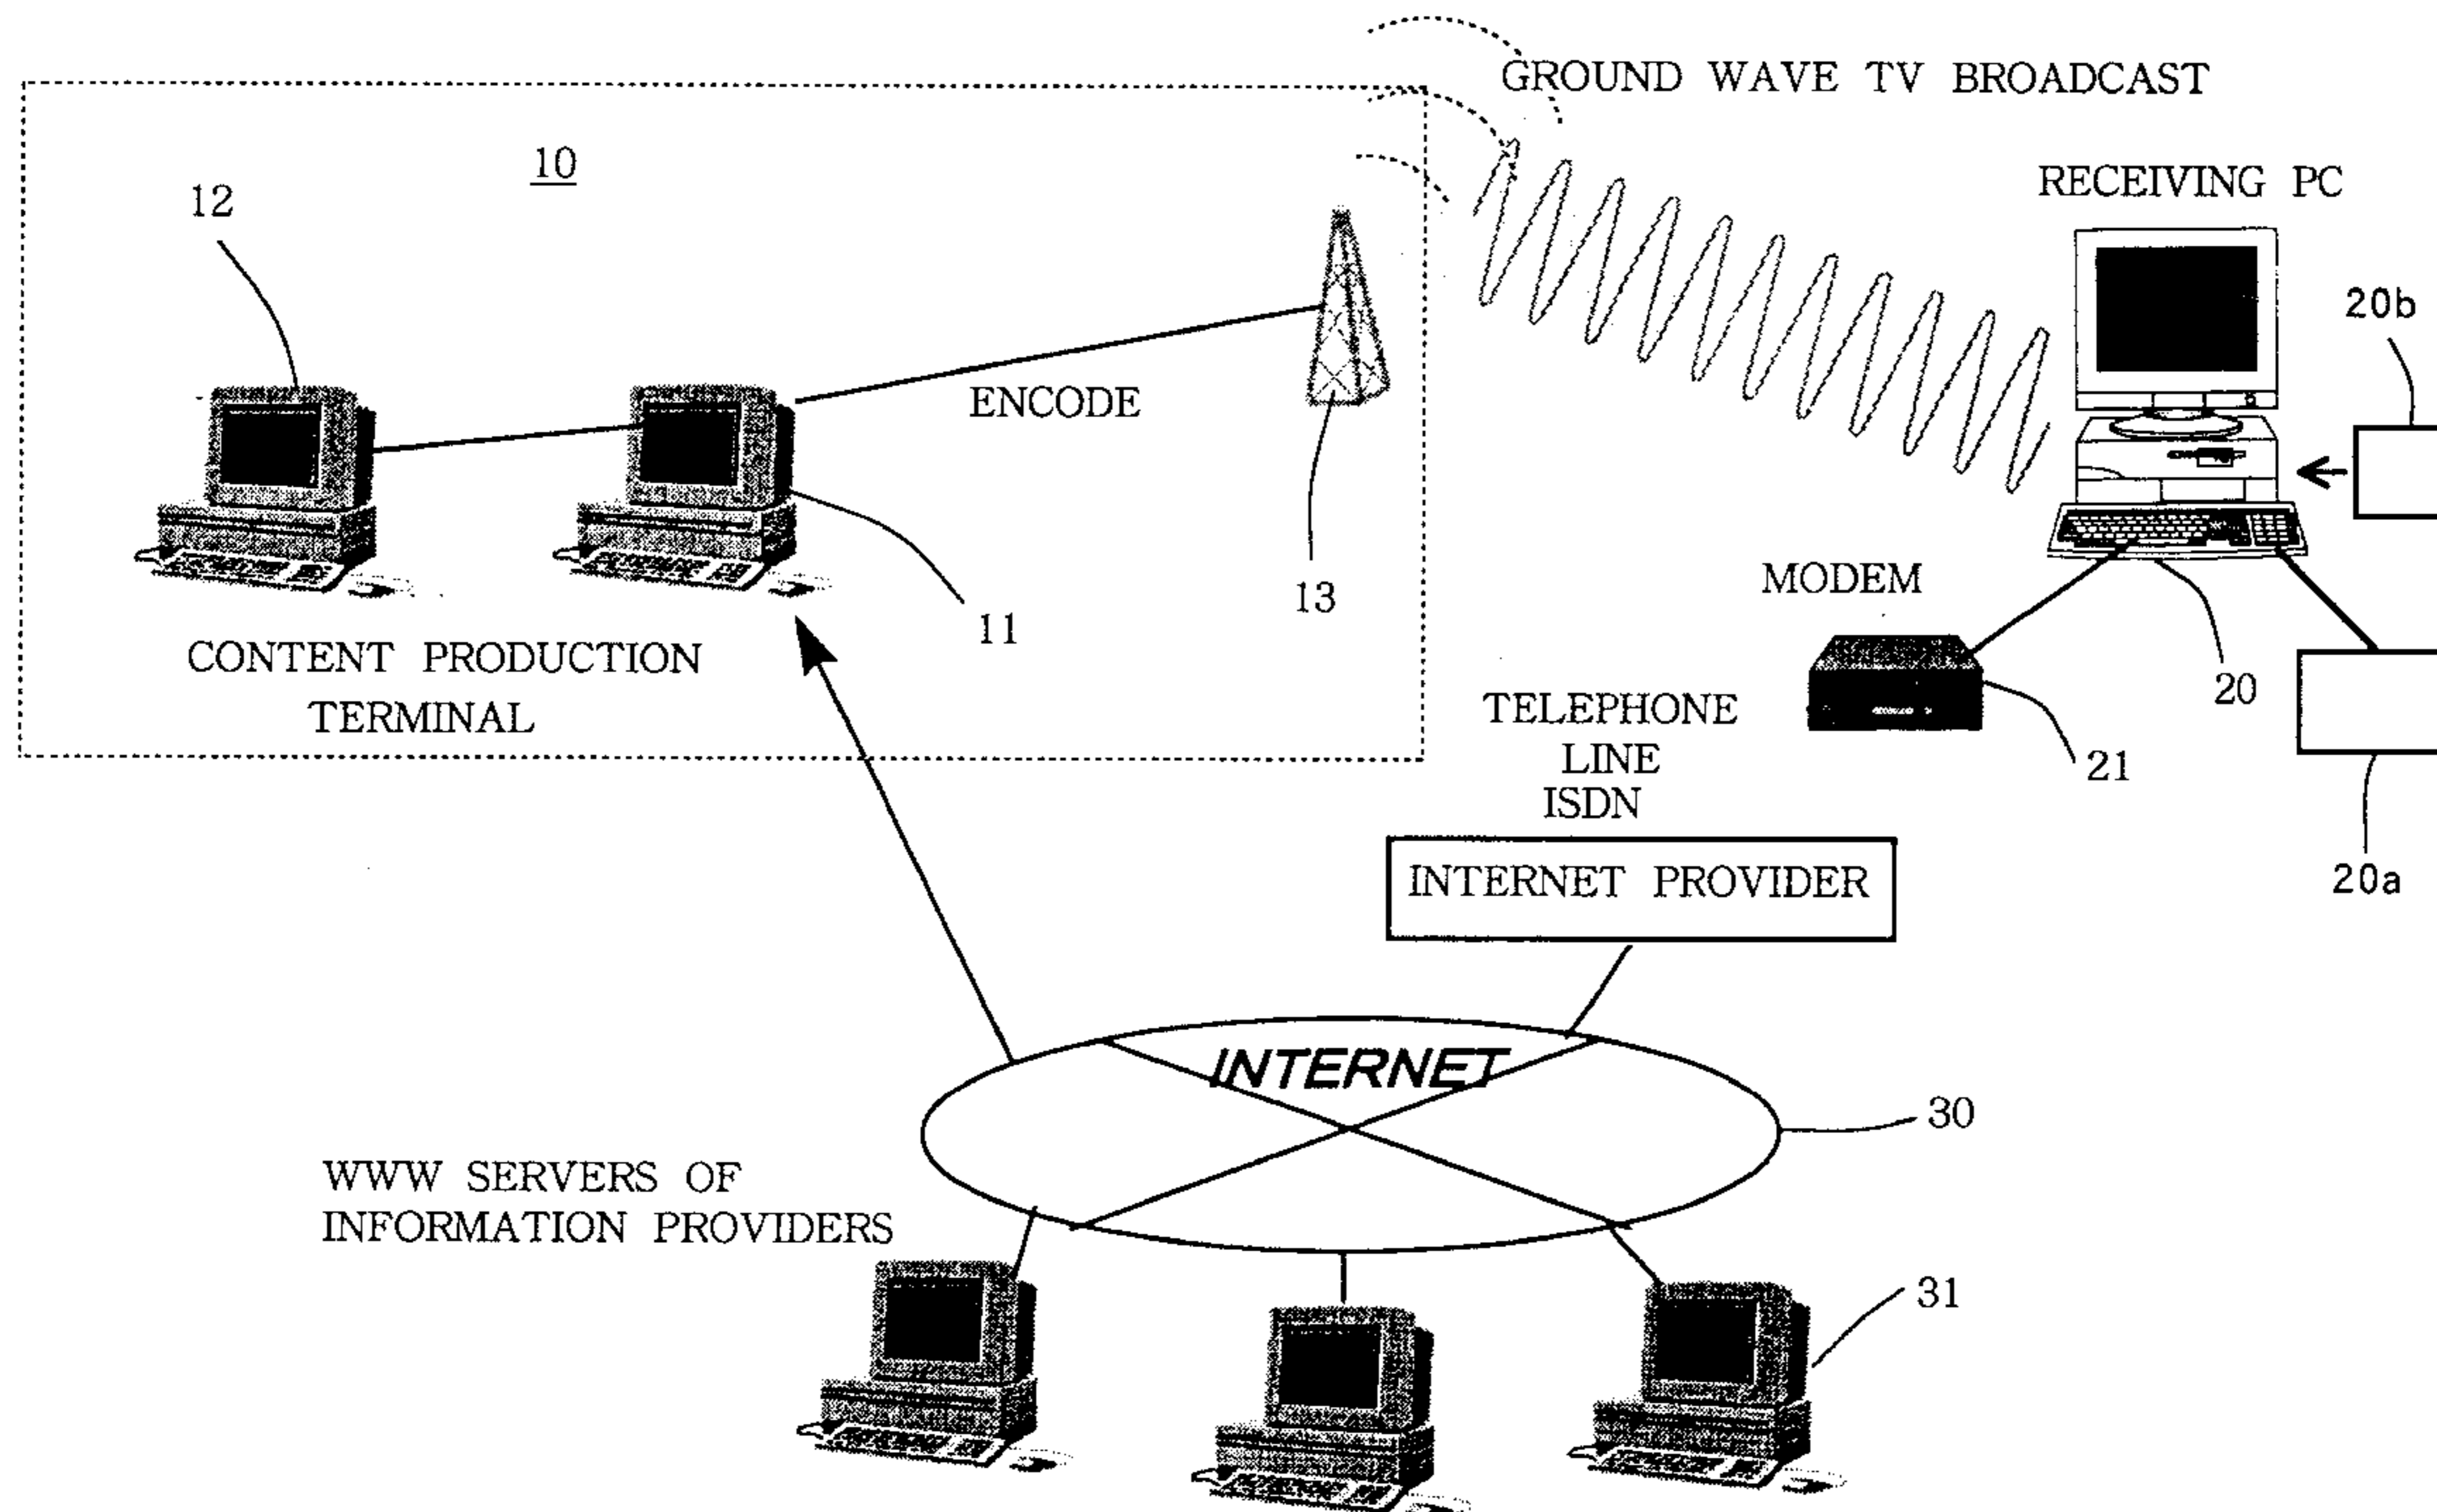 GROUND WAVE TV BROADCAST
10
RECEIVING PC
12
20b
ENCODE
MODEM
13
11
CONTENT PRODUCTION
TERMINAL
20
TELEPHONE
LINE
ISDN
21
INTERNET PROVIDER
20a
INTERNET
30
WWW SERVERS OF
INFORMATION PROVIDERS
31